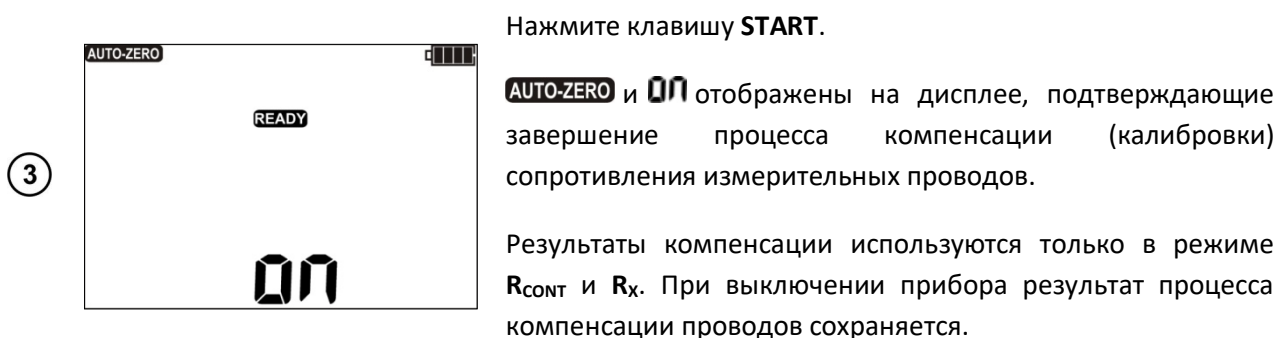 Нажмите клавишу START.
AUTO-ZERO
READY
3
on
AUTO-ZERO и on отображены на дисплее, подтверждающие
завершение процесса компенсации (калибровки)
сопротивления измерительных проводов.
Результаты компенсации используются только в режиме
RCONT и RX. При выключении прибора результат процесса
компенсации проводов сохраняется.